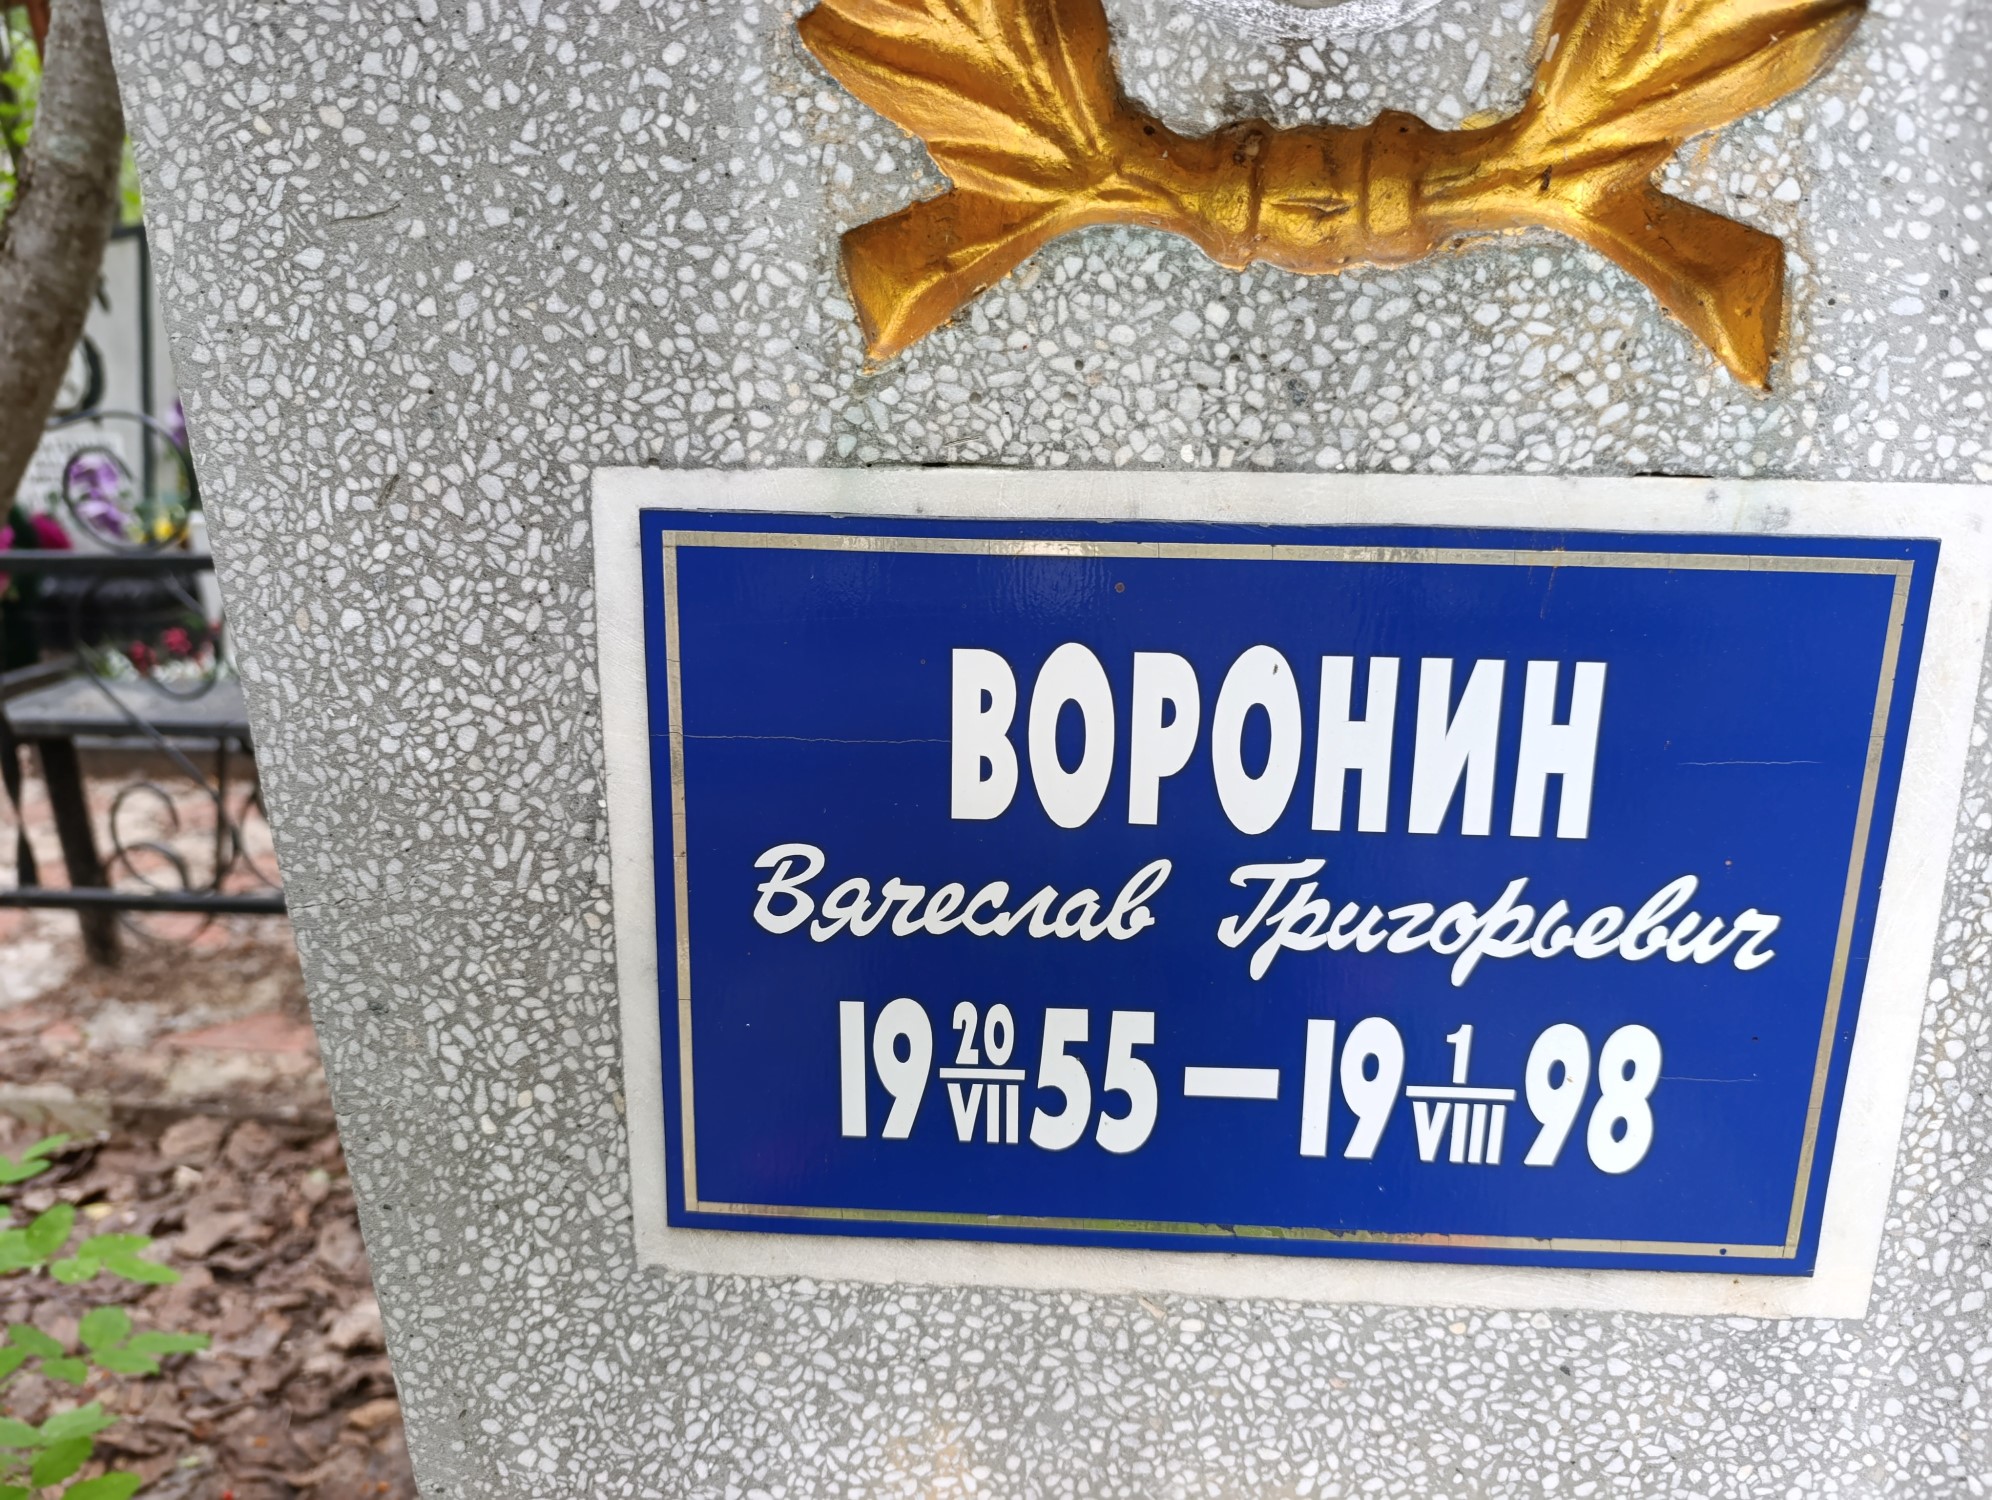 ВОРОНИН
Вячеслав Григорьевич
19 20/VII 55 — 19 1/VIII 98